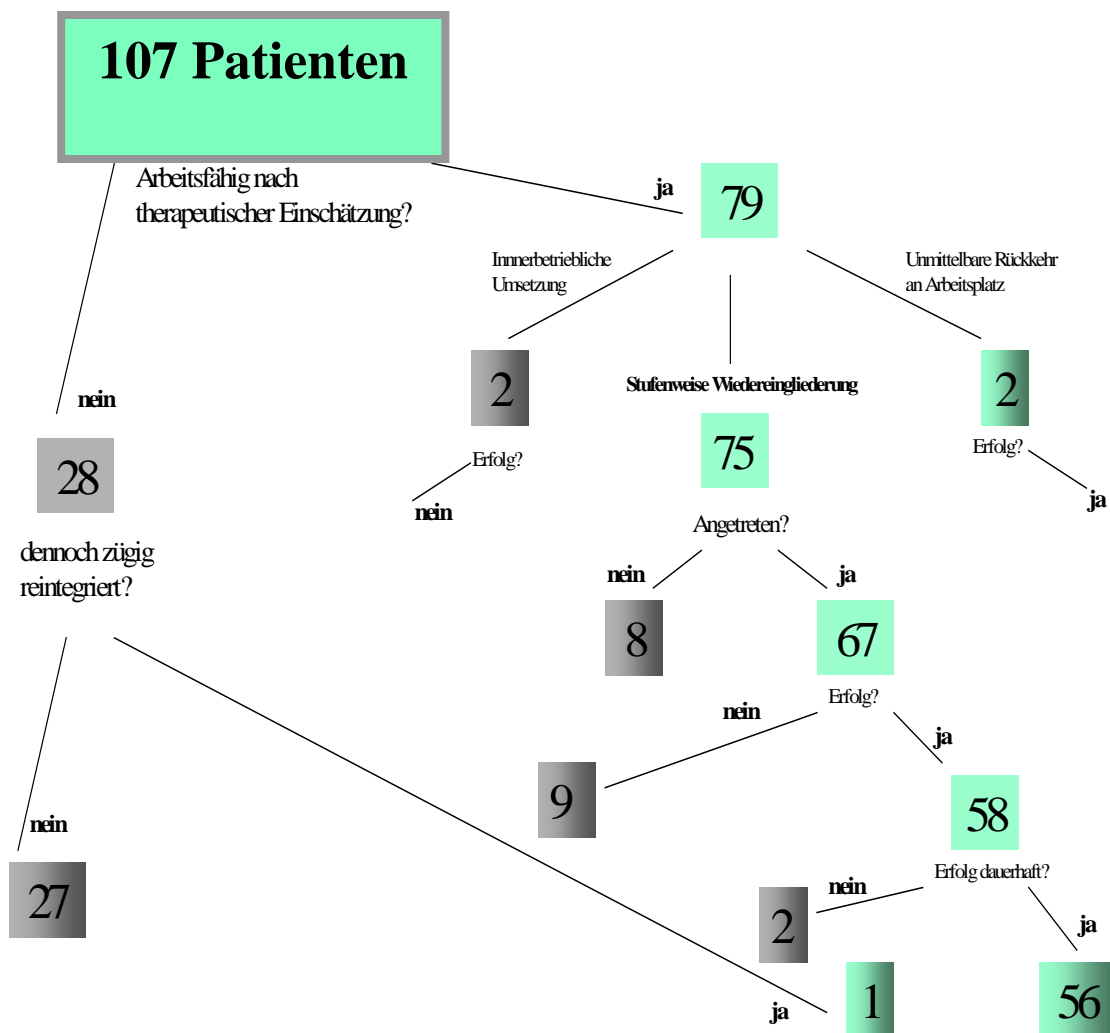 107 Patienten
Arbeitsfähig nach
therapeutischer Einschätzung?
ja
79
Innnerbetriebliche
Umsetzung
Unmittelbare Rückkehr
an Arbeitsplatz
nein
28
2
Stufenweise Wiedereingliederung
75
2
Erfolg?
nein
Erfolg?
ja
dennoch zügig
reintegriert?
Angetreten?
nein
ja
8
67
Erfolg?
nein
ja
9
58
Erfolg dauerhaft?
nein
27
nein
2
ja
ja
1
56